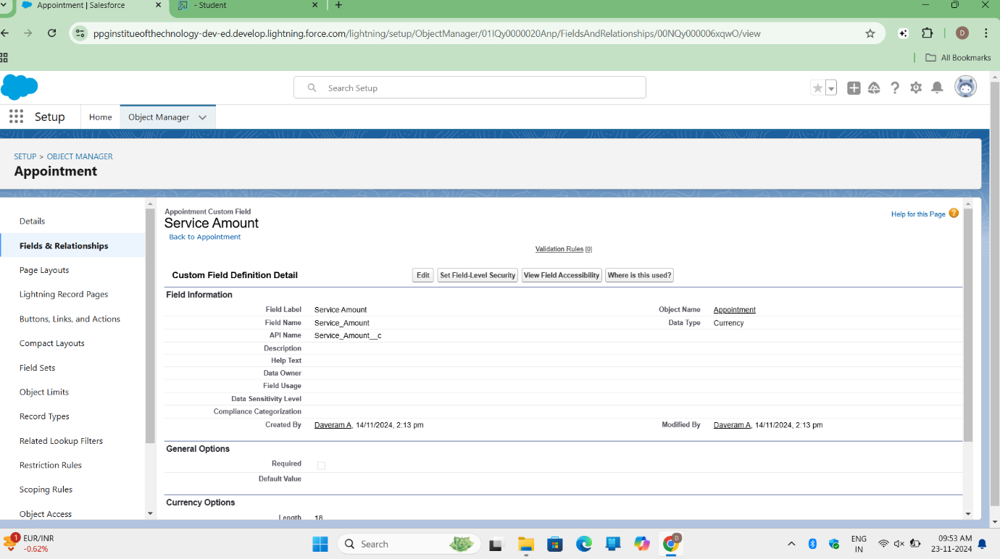 Appointment | Salesforce
- Student
ppginstitueofthechnology-dev-ed.develop.lightning.force.com/lightning/setup/ObjectManager/01IQy0000020Anp/FieldsAndRelationships/00NQy000006xqwO/view
D
All Bookmarks
Search Setup
Setup
Home
Object Manager
SETUP > OBJECT MANAGER
Appointment
Details
Fields & Relationships
Page Layouts
Lightning Record Pages
Buttons, Links, and Actions
Compact Layouts
Field Sets
Object Limits
Record Types
Related Lookup Filters
Restriction Rules
Scoping Rules
Object Access
Appointment Custom Field
Service Amount
Back to Appointment
Help for this Page ?
Validation Rules [0]
Custom Field Definition Detail
Edit Set Field-Level Security View Field Accessibility Where is this used?
Field Information
Field Label Service Amount Object Name Appointment
Field Name Service_Amount Data Type Currency
API Name Service_Amount__c
Description
Help Text
Data Owner
Field Usage
Data Sensitivity Level
Compliance Categorization
Created By Daveram A, 14/11/2024, 2:13 pm Modified By Daveram A, 14/11/2024, 2:13 pm
General Options
Required
Default Value
Currency Options
Length 18
1
EUR/INR
-0.62%
Search
D
ENG
IN
09:53 AM
23-11-2024